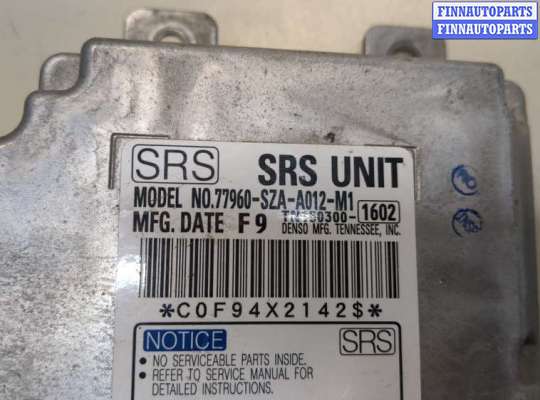 FINNAUTOPARTS
FINNAUTOPARTS
SRS SRS UNIT
MODEL NO.77960-SZA-A012-M1
MFG. DATE F9 1602
DENSO MFG. TENNESSEE, INC.
*C0F94X2142$*
NOTICE SRS
• NO SERVICEABLE PARTS INSIDE.
• REFER TO SERVICE MANUAL FOR
DETAILED INSTRUCTIONS.